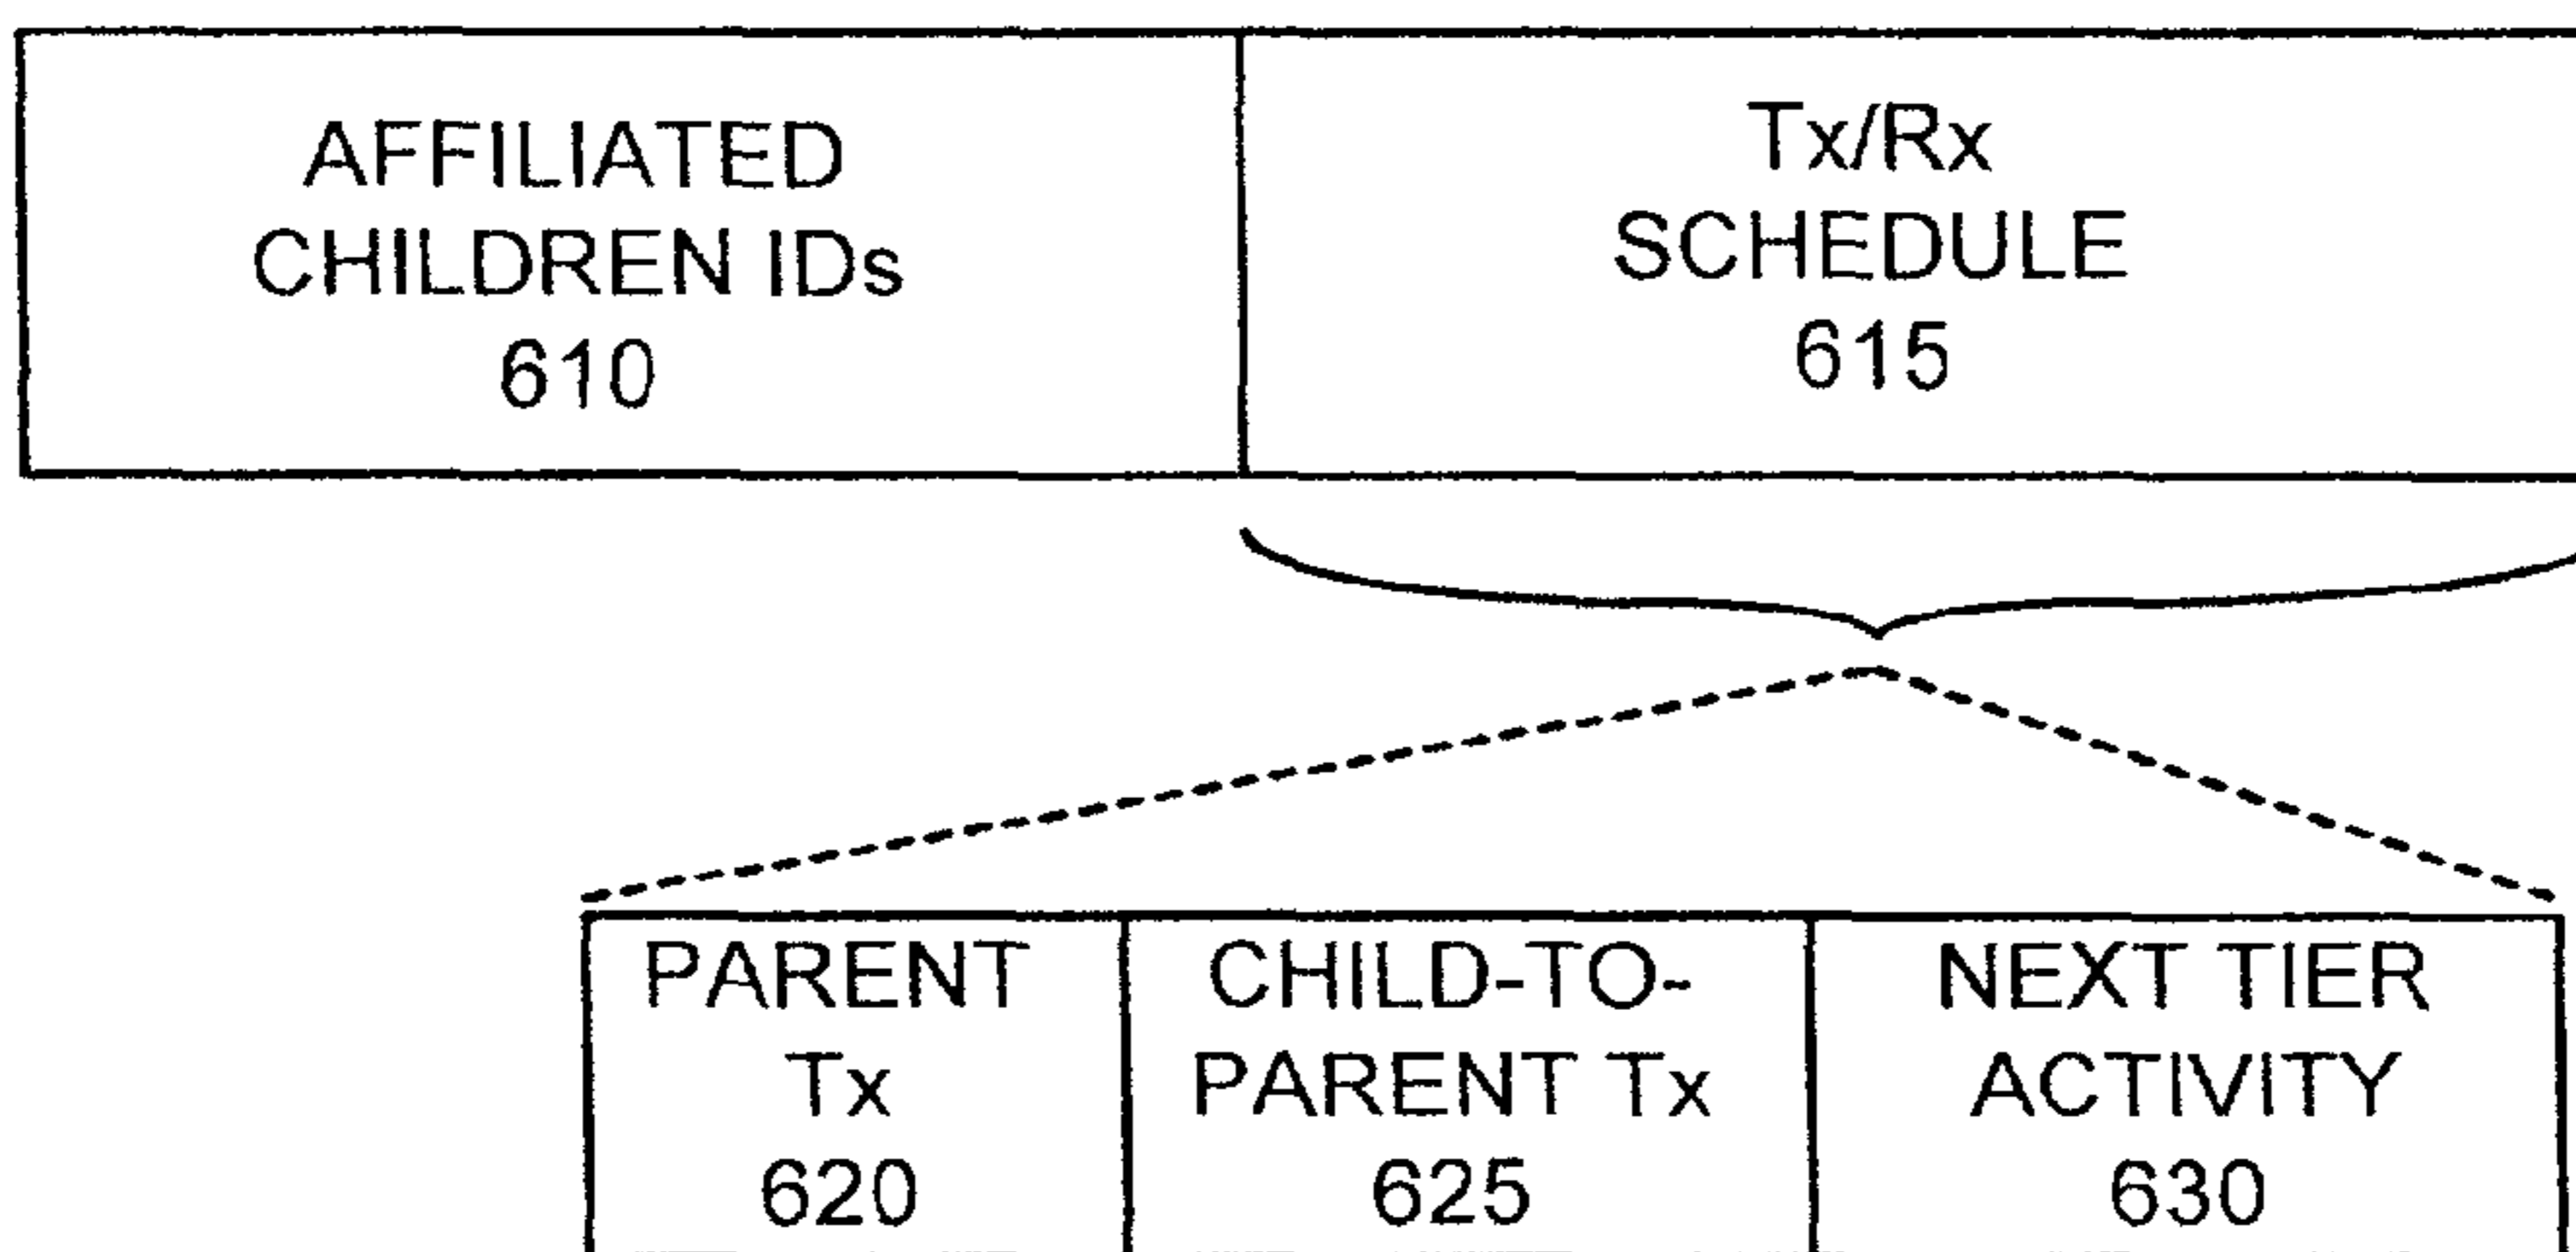 AFFILIATED
CHILDREN IDs
610
Tx/Rx
SCHEDULE
615
PARENT
Tx
620
CHILD-TO-
PARENT Tx
625
NEXT TIER
ACTIVITY
630